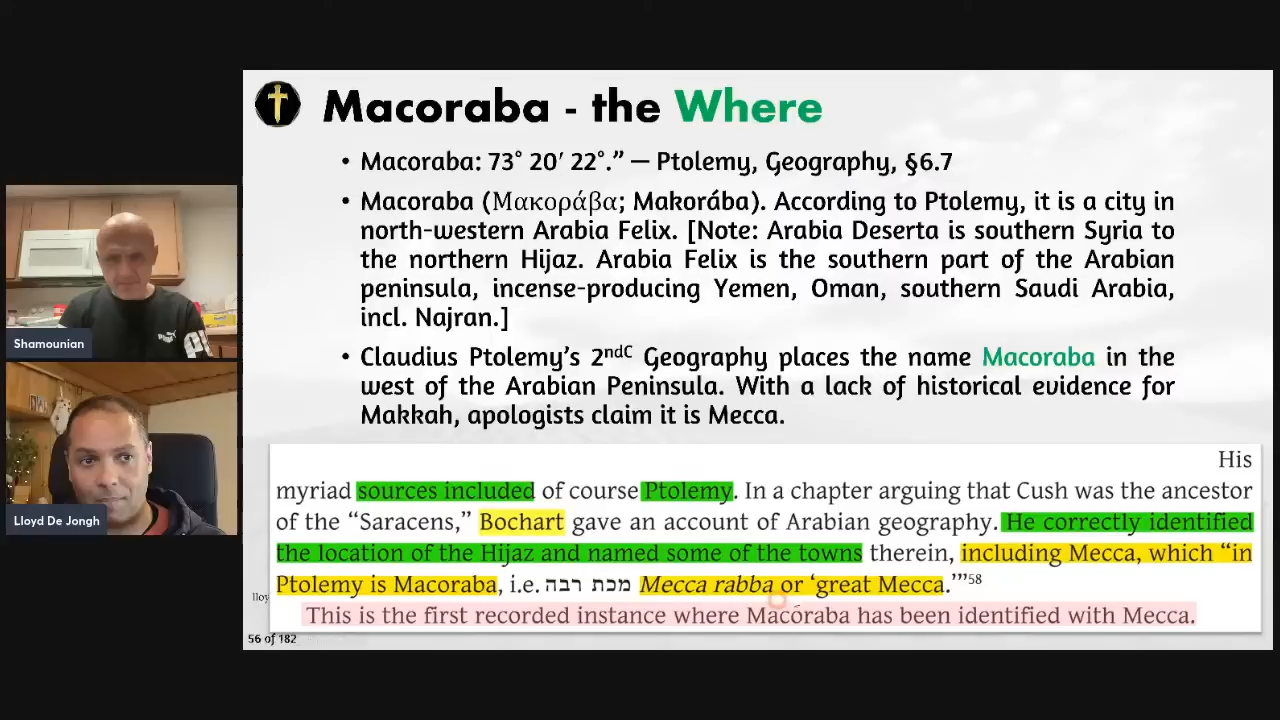 Macoraba - the Where
• Macoraba: 73° 20′ 22°.” — Ptolemy, Geography, §6.7
• Macoraba (Μακοράβα; Makorába). According to Ptolemy, it is a city in
north-western Arabia Felix. [Note: Arabia Deserta is southern Syria to
the northern Hijaz. Arabia Felix is the southern part of the Arabian
peninsula, incense-producing Yemen, Oman, southern Saudi Arabia,
incl. Najran.]
• Claudius Ptolemy’s 2ndC Geography places the name Macoraba in the
west of the Arabian Peninsula. With a lack of historical evidence for
Makkah, apologists claim it is Mecca.
His
myriad sources included of course Ptolemy. In a chapter arguing that Cush was the ancestor
of the “Saracens,” Bochart gave an account of Arabian geography. He correctly identified
the location of the Hijaz and named some of the towns therein, including Mecca, which “in
Ptolemy is Macoraba, i.e. מכת רבה Mecca rabba or ‘great Mecca.’”58
This is the first recorded instance where Macoraba has been identified with Mecca.
lloy
56 of 182
Shamounian
Lloyd De Jongh